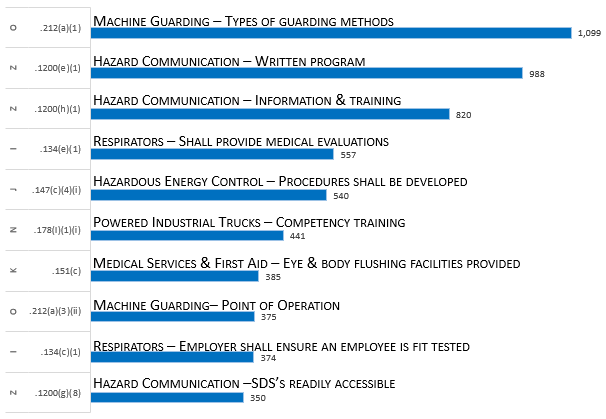 O .212(a)(1) MACHINE GUARDING – TYPES OF GUARDING METHODS 1,099
Z .1200(e)(1) HAZARD COMMUNICATION – WRITTEN PROGRAM 988
Z .1200(h)(1) HAZARD COMMUNICATION – INFORMATION & TRAINING 820
I .134(e)(1) RESPIRATORS – SHALL PROVIDE MEDICAL EVALUATIONS 557
J .147(c)(4)(i) HAZARDOUS ENERGY CONTROL – PROCEDURES SHALL BE DEVELOPED 540
N .178(l)(1)(i) POWERED INDUSTRIAL TRUCKS – COMPETENCY TRAINING 441
K .151(c) MEDICAL SERVICES & FIRST AID – EYE & BODY FLUSHING FACILITIES PROVIDED 385
O .212(a)(3)(ii) MACHINE GUARDING– POINT OF OPERATION 375
I .134(c)(1) RESPIRATORS – EMPLOYER SHALL ENSURE AN EMPLOYEE IS FIT TESTED 374
Z .1200(g)(8) HAZARD COMMUNICATION –SDS'S READILY ACCESSIBLE 350